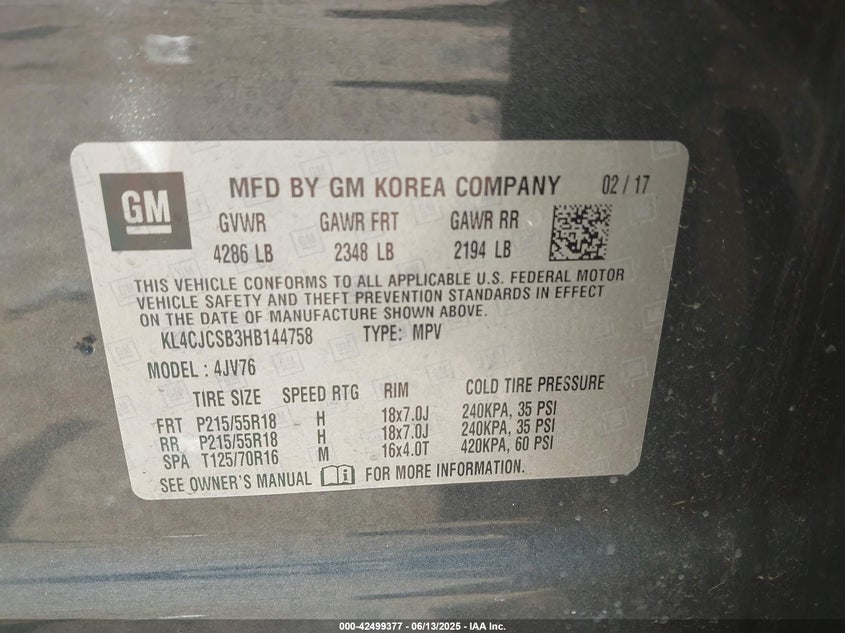 GM
MFD BY GM KOREA COMPANY 02 / 17
GVWR GAWR FRT GAWR RR
4286 LB 2348 LB 2194 LB
THIS VEHICLE CONFORMS TO ALL APPLICABLE U.S. FEDERAL MOTOR
VEHICLE SAFETY AND THEFT PREVENTION STANDARDS IN EFFECT
ON THE DATE OF MANUFACTURE SHOWN ABOVE.
KL4CJCSB3HB144758 TYPE: MPV
MODEL : 4JV76
TIRE SIZE SPEED RTG RIM COLD TIRE PRESSURE
FRT P215/55R18 H 18x7.0J 240KPA, 35 PSI
RR P215/55R18 H 18x7.0J 240KPA, 35 PSI
SPA T125/70R16 M 16x4.0T 420KPA, 60 PSI
SEE OWNER'S MANUAL FOR MORE INFORMATION.
000-42499377 - 06/13/2025 - IAA Inc.